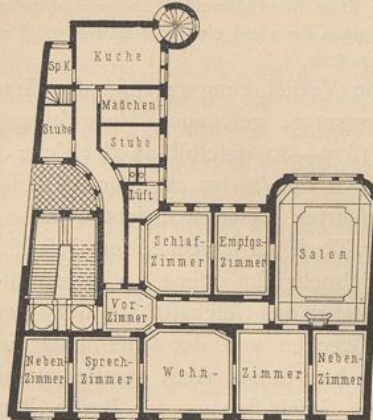 Küche
Sp.K.
Mädchen-
Stube
Stube
Lüft.
Schlaf-
Zimmer
Empfgs-
Zimmer
Salon
Vor-
Zimmer
Neben-
Zimmer
Sprech-
Zimmer
Wohn-
Zimmer
Neben-
Zimmer